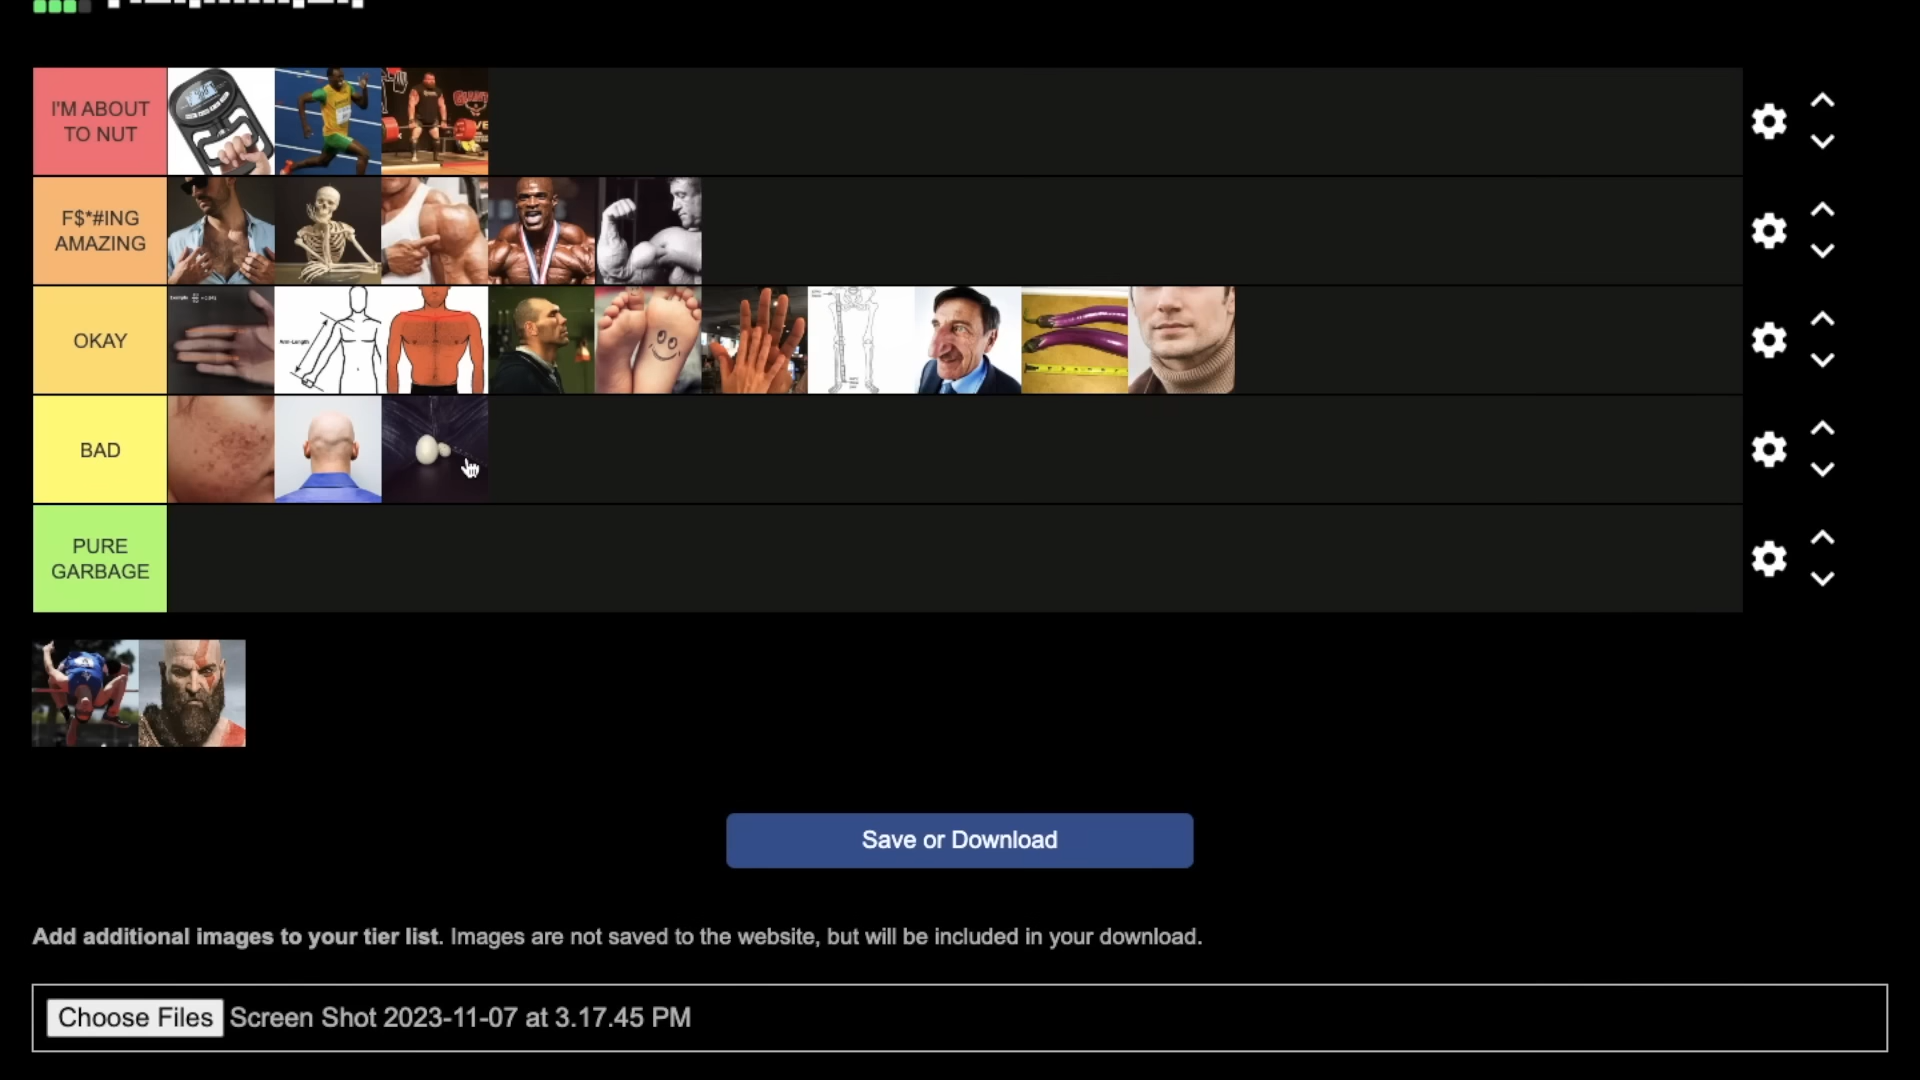 I'M ABOUT
TO NUT
F$*#ING
AMAZING
OKAY
Arm-Length
BAD
PURE
GARBAGE
Save or Download
Add additional images to your tier list. Images are not saved to the website, but will be included in your download.
Choose Files Screen Shot 2023-11-07 at 3.17.45 PM